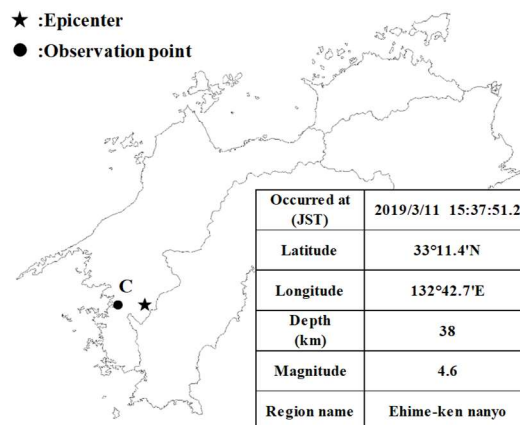 ★ :Epicenter
● :Observation point
C
Occurred at (JST) 2019/3/11 15:37:51.2
Latitude 33°11.4'N
Longitude 132°42.7'E
Depth (km) 38
Magnitude 4.6
Region name Ehime-ken nanyo